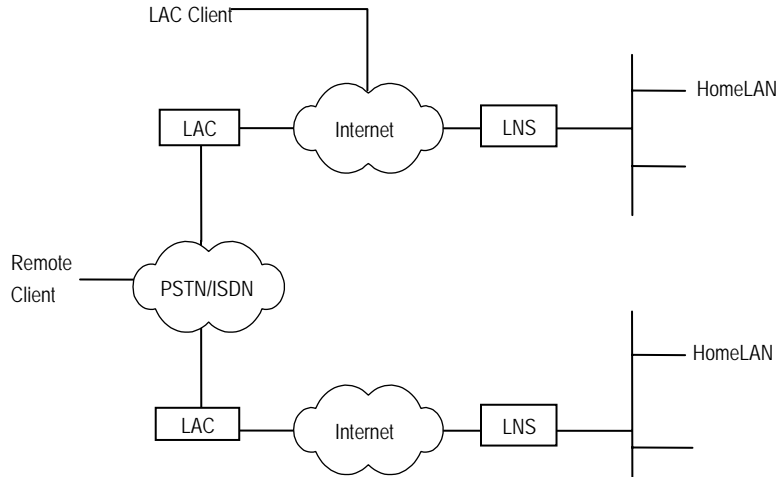 LAC Client
HomeLAN
LAC
Internet
LNS
Remote
Client
PSTN/ISDN
HomeLAN
LAC
Internet
LNS